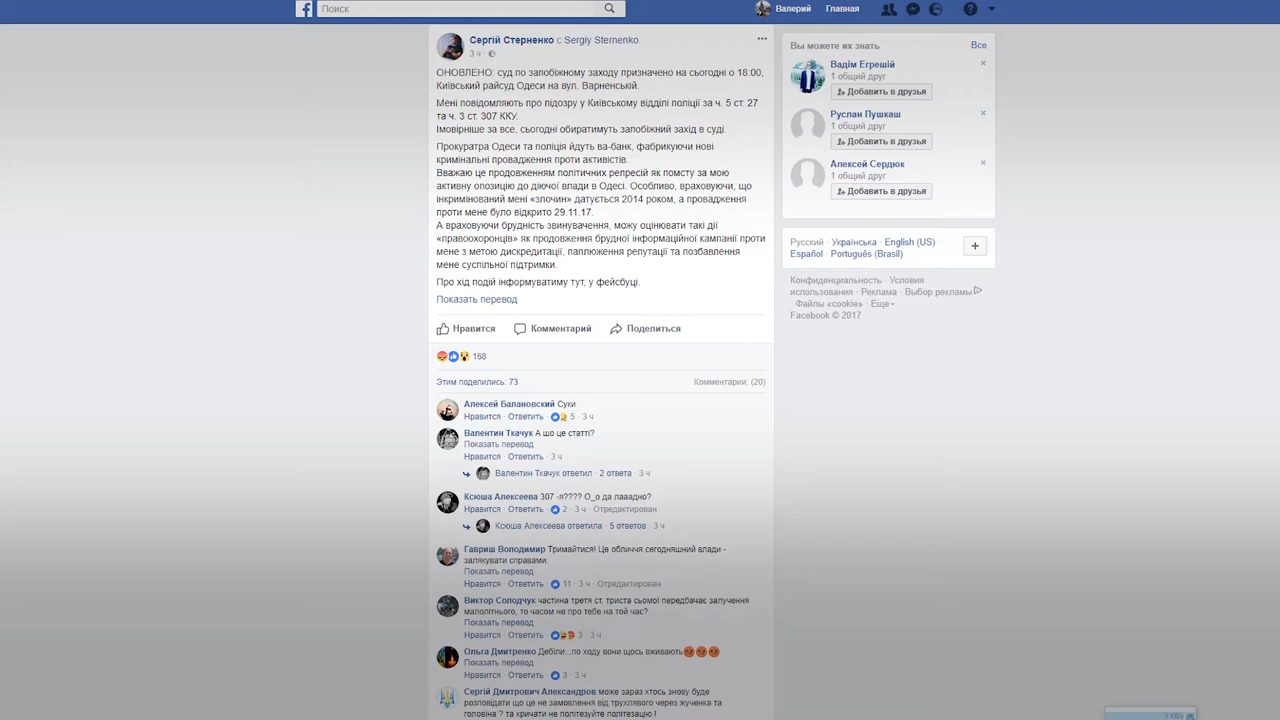 Поиск
Валерий
Главная
Сергій Стерненко с Sergiy Sternenko.
3 ч ·
ОНОВЛЕНО: суд по запобіжному заходу призначено на сьогодні о 18:00,
Київський райсуд Одеси на вул. Варненській.
Мені повідомляють про підозру у Київському відділі поліції за ч. 5 ст. 27
та ч. 3 ст. 307 ККУ.
Імовірніше за все, сьогодні обиратимуть запобіжний захід в суді.
Прокуратра Одеси та поліція йдуть ва-банк, фабрикуючи нові
кримінальні провадження проти активістів.
Вважаю це продовженням політичних репресій як помсту за мою
активну опозицію до діючої влади в Одесі. Особливо, враховуючи, що
інкримінований мені «злочин» датується 2014 роком, а провадження
проти мене було відкрито 29.11.17.
А враховуючи брудність звинувачення, можу оцінювати такі дії
«правоохоронців» як продовження брудної інформаційної кампанії проти
мене з метою дискредитації, паплюження репутації та позбавлення
мене суспільної підтримки.
Про хід подій інформуватиму тут, у фейсбуці.
Показать перевод
Нравится Комментарий Поделиться
168
Этим поделились: 73
Комментарии: (20)
Алексей Балановский Суки
Нравится · Ответить · 5 · 3 ч
Валентин Ткачук А шо це статті?
Показать перевод
Нравится · Ответить · 3 ч
Валентин Ткачук ответил · 2 ответа · 3 ч
Ксюша Алексеева 307 -я???? О_о да лааадно?
Нравится · Ответить · 2 · 3 ч · Отредактирован
Ксюша Алексеева ответила · 5 ответов · 3 ч
Гавриш Володимир Тримайтися! Це обличчя сегодняшний влади -
залякувати справами.
Показать перевод
Нравится · Ответить · 11 · 3 ч · Отредактирован
Виктор Солодчук частина третя ст. триста сьомої передбачає залучення
малолітнього, то часом не про тебе на той час?
Показать перевод
Нравится · Ответить · 3 · 3 ч
Ольга Дмитренко Дебіли...по ходу вони щось вживають
Показать перевод
Нравится · Ответить · 3 · 3 ч
Сергій Дмитрович Александров може зараз хтось знову буде
розповідати що це не замовлення від трухлявого через жученка та
головіна ? та кричати не політезуйте політезацію !
Вы можете их знать
Все
Вадім Егрешій
1 общий друг
Добавить в друзья
Руслан Пушкаш
1 общий друг
Добавить в друзья
Алексей Сердюк
1 общий друг
Добавить в друзья
Русский · Українська · English (US) ·
Español · Português (Brasil)
Конфиденциальность · Условия
использования · Реклама · Выбор рекламы
· Файлы «cookie» · Еще
Facebook © 2017